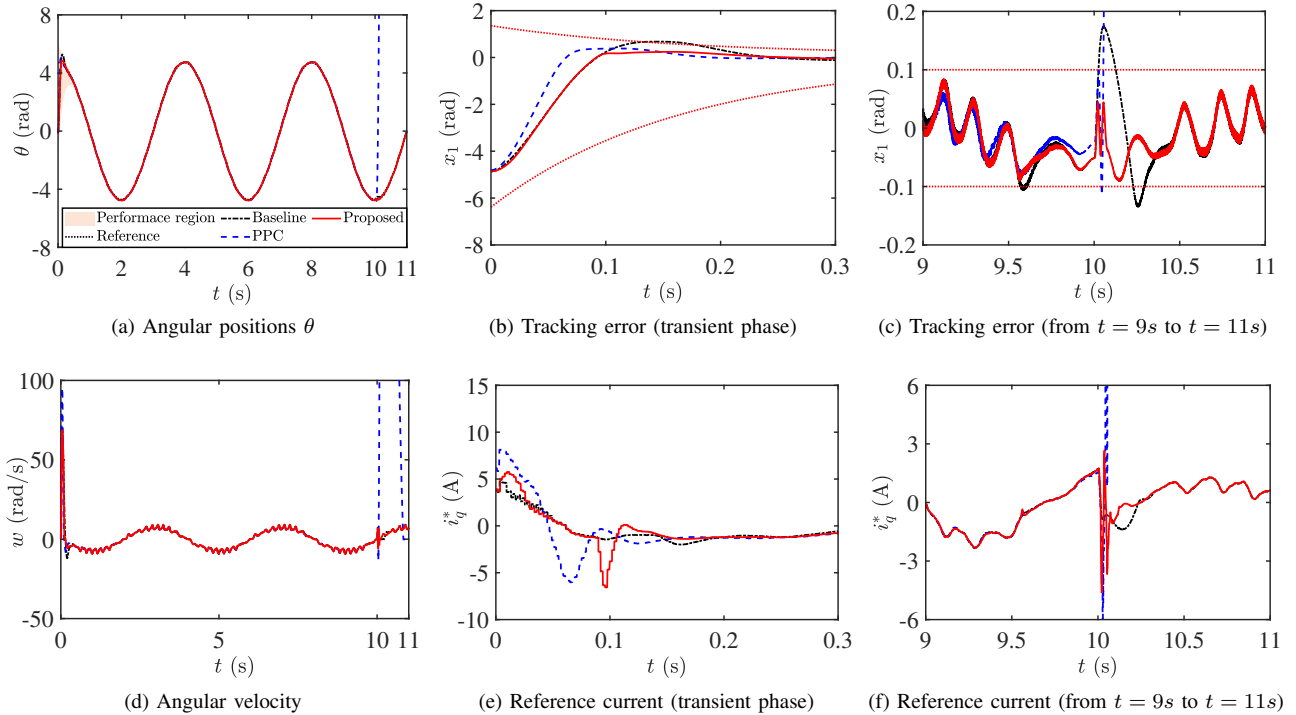 8
4
0
-4
-8
θ (rad)
Performace region
Baseline
Proposed
Reference
PPC
0
2
4
6
8
10
11
t (s)
(a) Angular positions θ
2
0
-2
-4
-6
-8
x₁ (rad)
0
0.1
0.2
0.3
t (s)
(b) Tracking error (transient phase)
0.2
0.1
0
-0.1
-0.2
x₁ (rad)
9
9.5
10
10.5
11
t (s)
(c) Tracking error (from t = 9s to t = 11s)
100
50
0
-50
w (rad/s)
0
5
10
11
t (s)
(d) Angular velocity
15
10
5
0
-5
-10
i*q (A)
0
0.1
0.2
0.3
t (s)
(e) Reference current (transient phase)
6
3
0
-3
-6
i*q (A)
9
9.5
10
10.5
11
t (s)
(f) Reference current (from t = 9s to t = 11s)